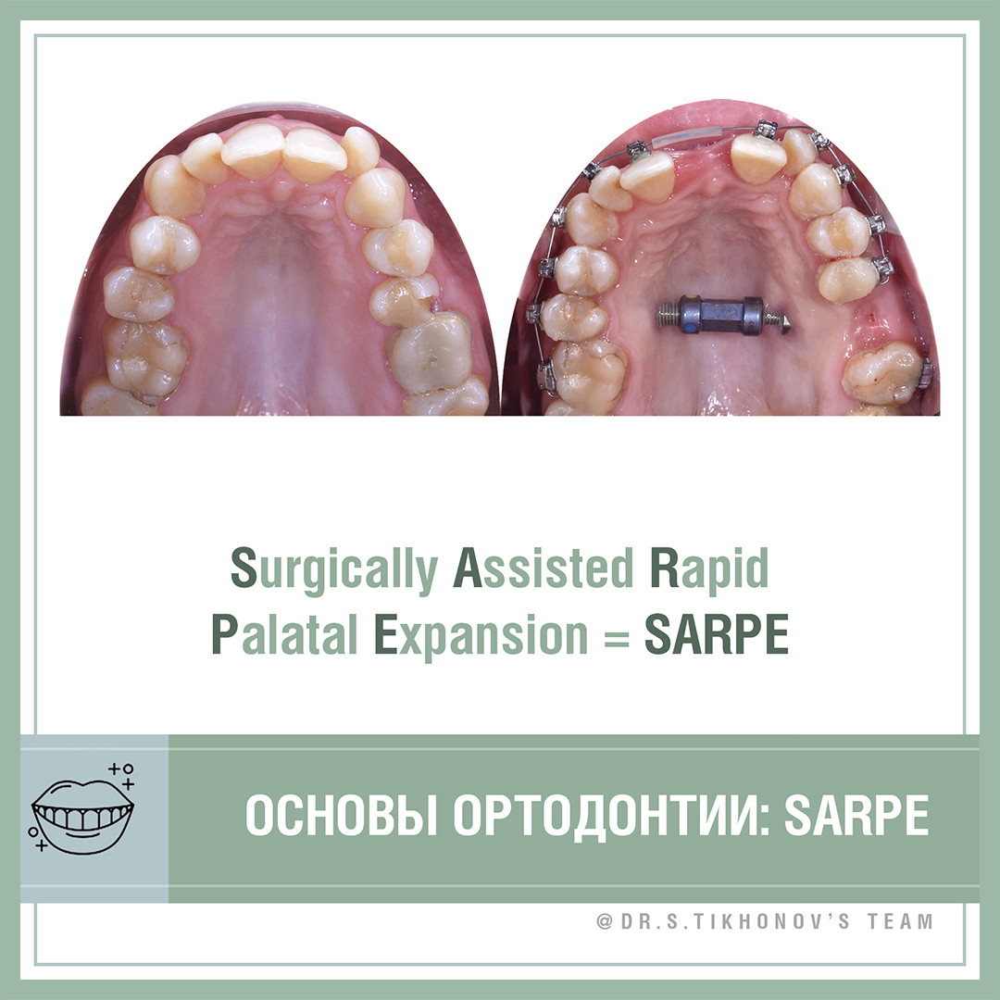 Surgically Assisted Rapid
Palatal Expansion = SARPE
ОСНОВЫ ОРТОДОНТИИ: SARPE
@DR.S.TIKHONOV'S TEAM